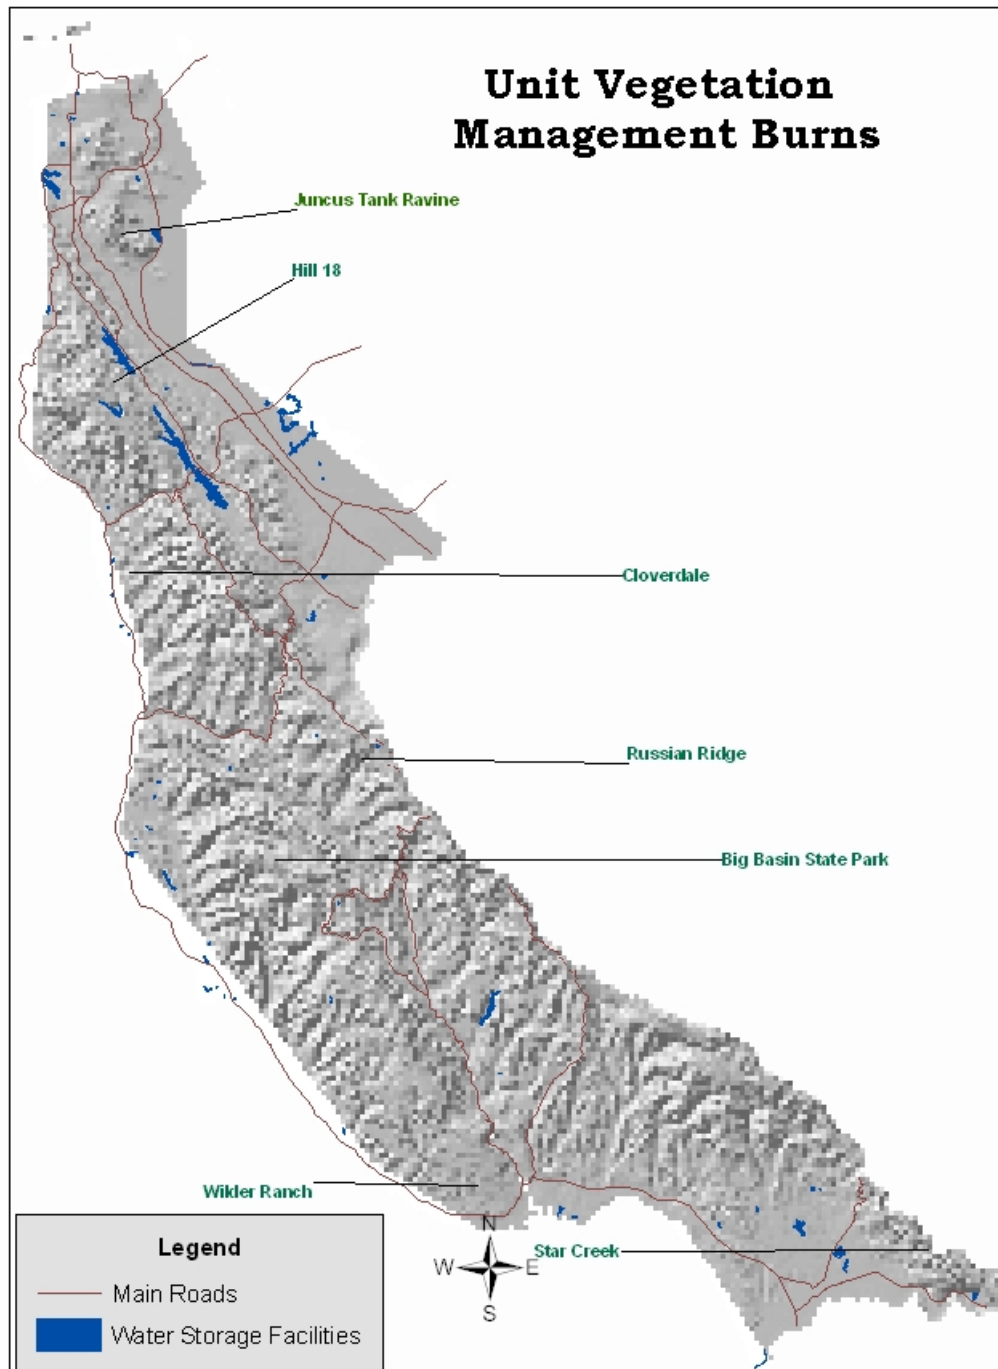 Unit Vegetation
Management Burns
Juncus Tank Ravine
Hill 18
Cloverdale
Russian Ridge
Big Basin State Park
Wikler Ranch
Star Creek
N
W
E
S
Legend
Main Roads
Water Storage Facilities